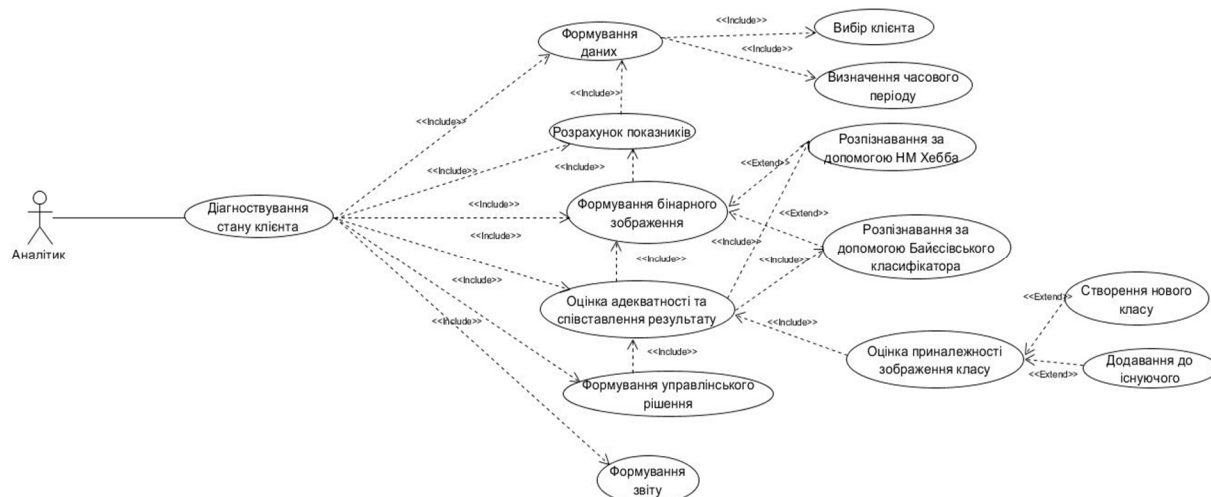 <<Include>>
Вибір клієнта
Формування
даних
<<Include>>
Визначення часового
періоду
<<Include>>
<<Include>>
Розрахунок показників
Розпізнавання за
допомогою НМ Хебба
<<Include>>
<<Extend>>
<<Include>>
Формування бінарного
зображення
<<Include>>
<<Extend>>
Діагноствування
стану клієнта
Аналітик
Розпізнавання за
допомогою Байєсівського
класифікатора
<<Include>>
<<Include>>
<<Include>>
<<Include>>
Оцінка адекватності та
співставлення результату
<<Include>>
<<Include>>
Створення нового
класу
<<Extend>>
Оцінка приналежності
зображення класу
<<Include>>
Додавання до
існуючого
<<Extend>>
Формування управлінського
рішення
Формування
звіту